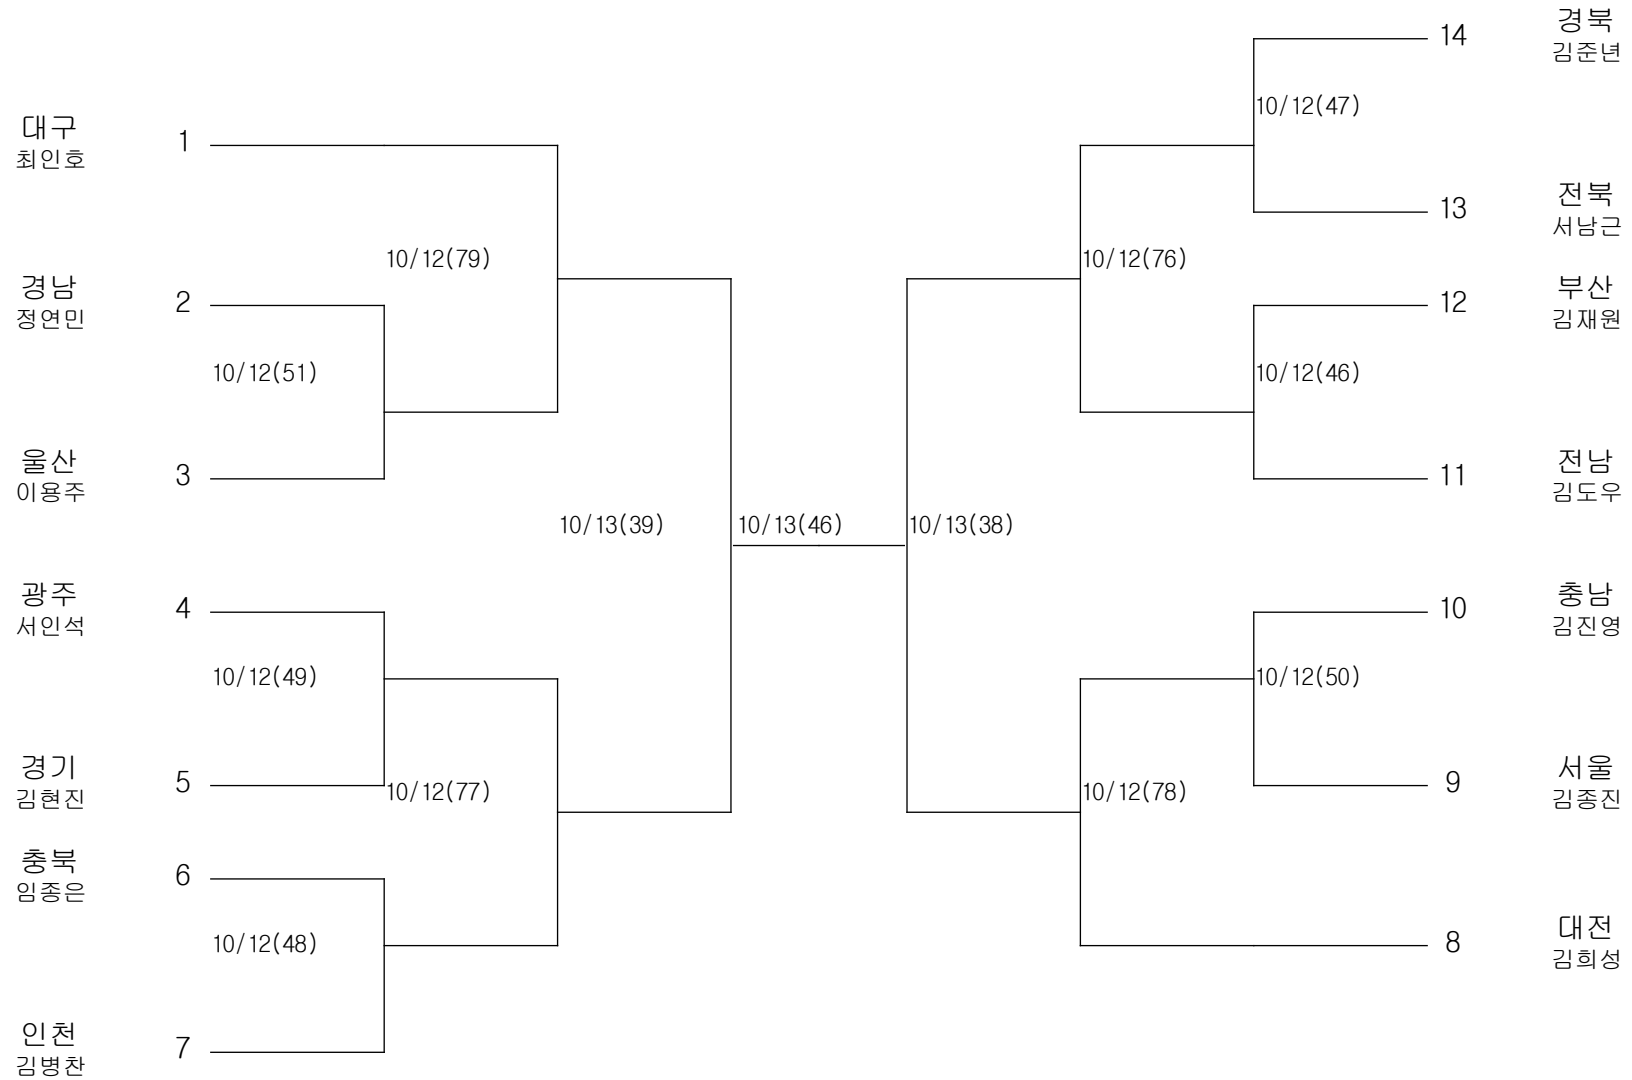 경북
14
김준년
10/12(47)
대구
1
최인호
전북
13
서남근
10/12(79)
10/12(76)
경남
2
정연민
부산
12
김재원
10/12(51)
10/12(46)
울산
3
이용주
전남
11
김도우
10/13(39)
10/13(46)
10/13(38)
광주
4
서인석
충남
10
김진영
10/12(49)
10/12(50)
경기
5
김현진
서울
9
김종진
10/12(77)
10/12(78)
충북
6
임종은
대전
8
김희성
10/12(48)
인천
7
김병찬